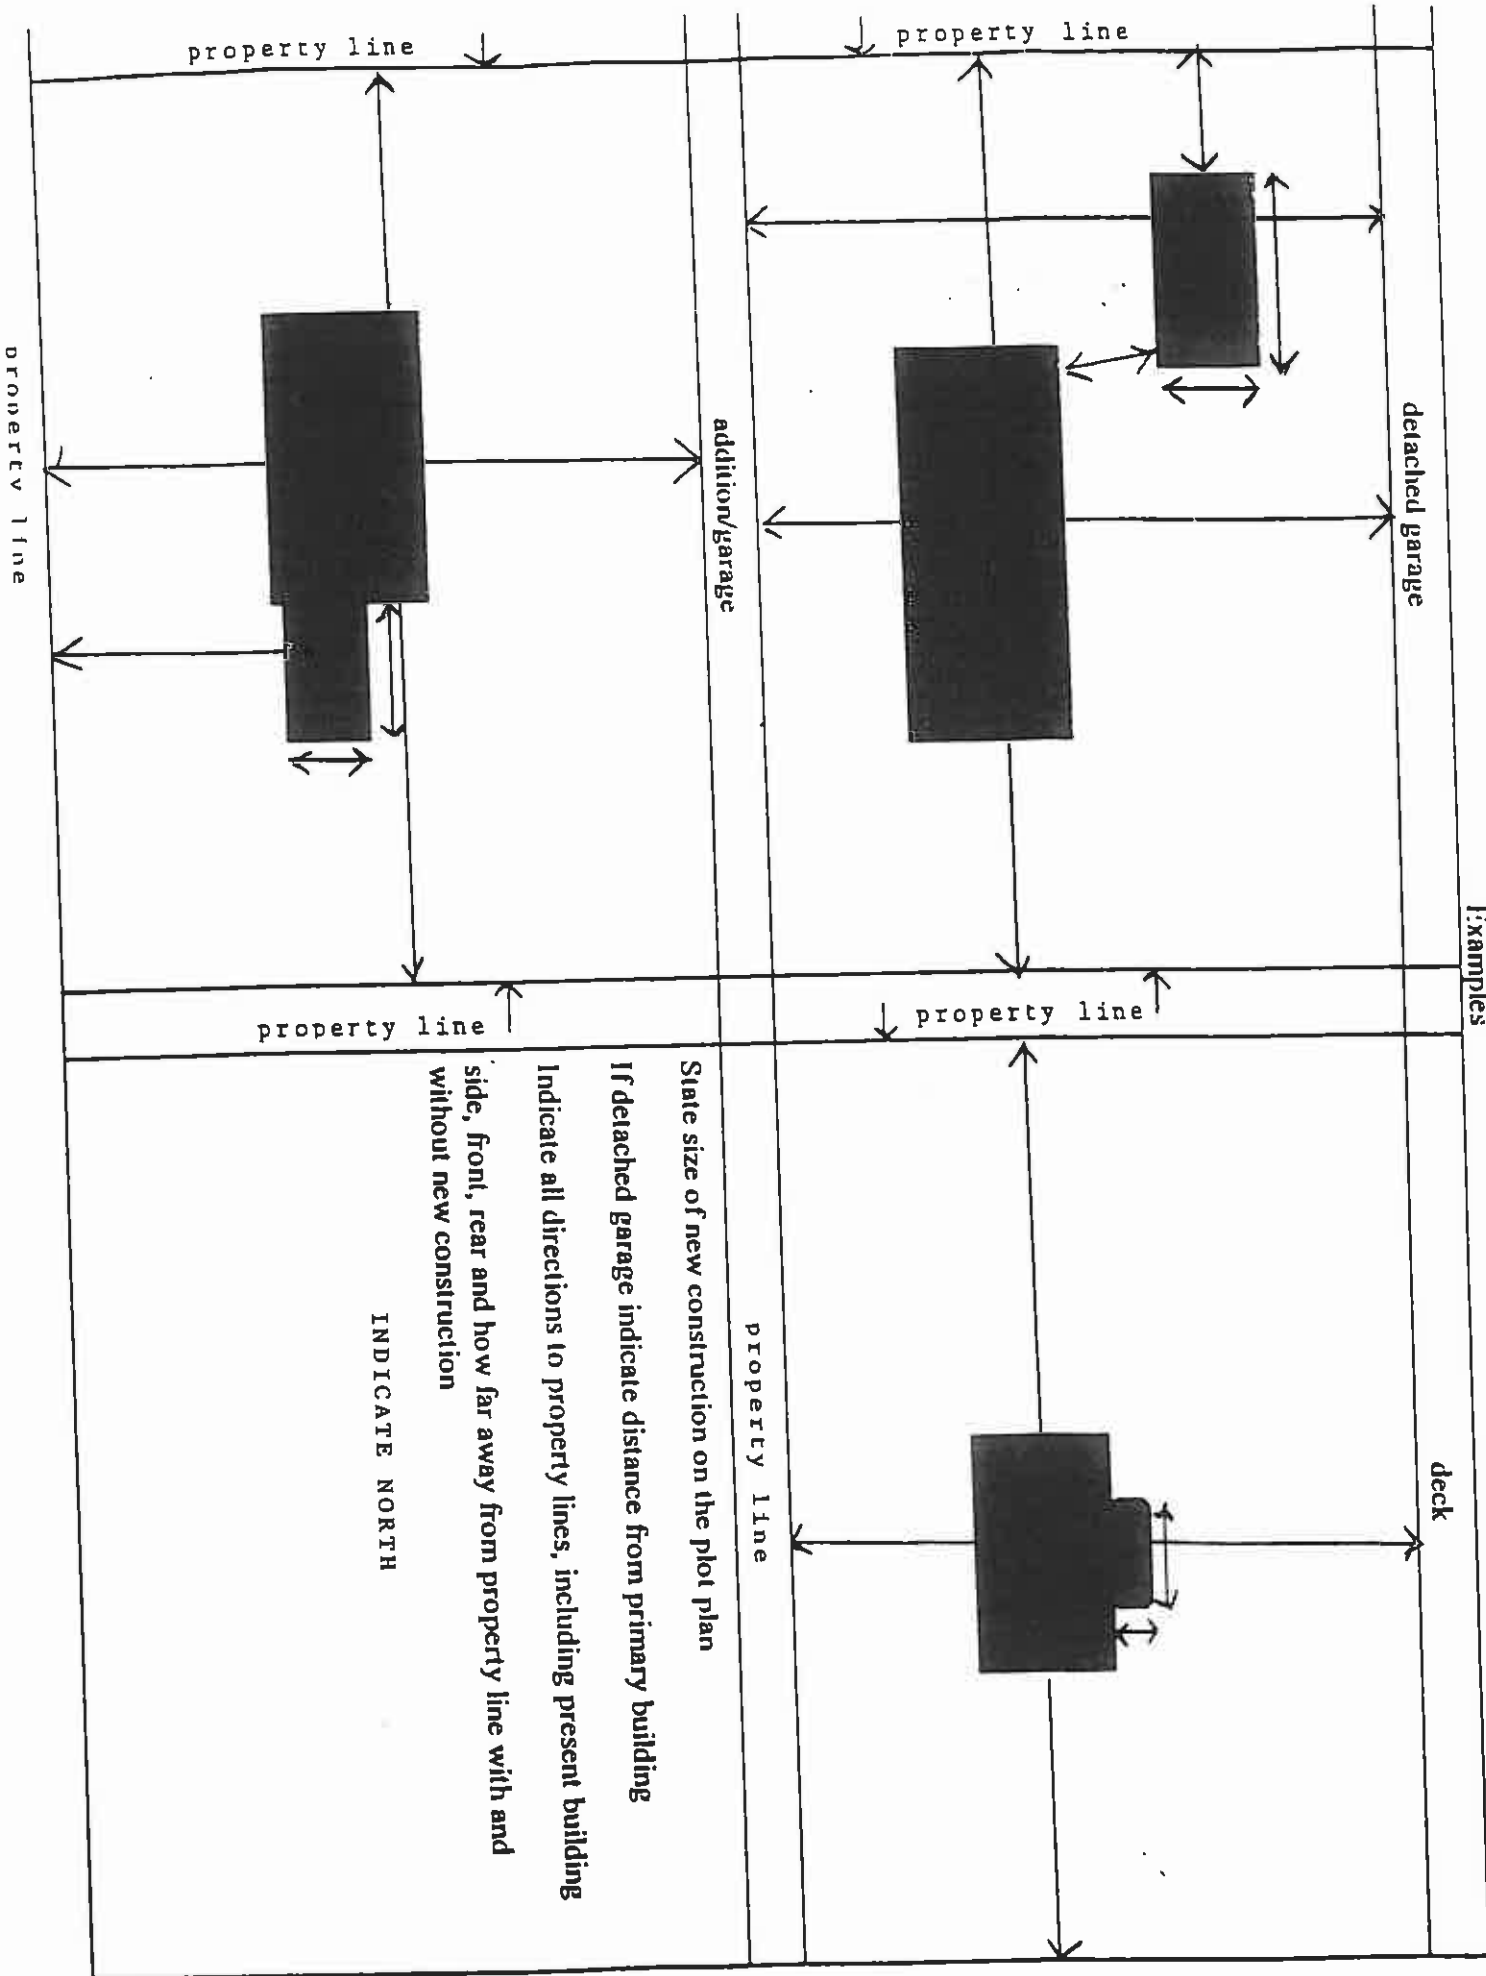 Examples
detached garage
deck
property line
property line
property line
property line
addition/garage
property line
State size of new construction on the plot plan
If detached garage indicate distance from primary building
Indicate all directions to property lines, including present building
side, front, rear and how far away from property line with and
without new construction
INDICATE NORTH
property line